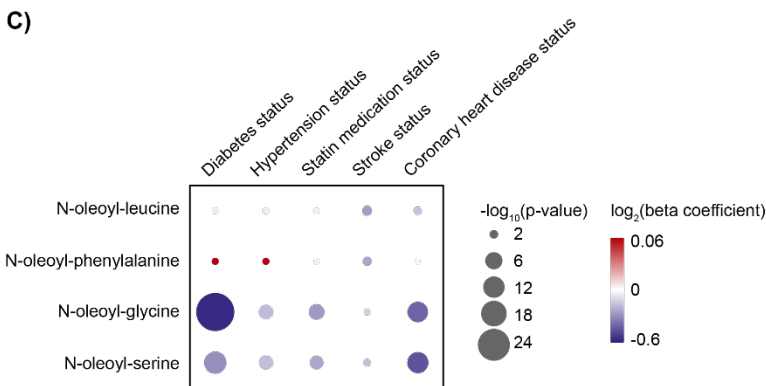 C)
Diabetes status
Hypertension status
Statin medication status
Stroke status
Coronary heart disease status
N-oleoyl-leucine
N-oleoyl-phenylalanine
N-oleoyl-glycine
N-oleoyl-serine
-log₁₀(p-value)
2
6
12
18
24
log₂(beta coefficient)
0.06
0
-0.6